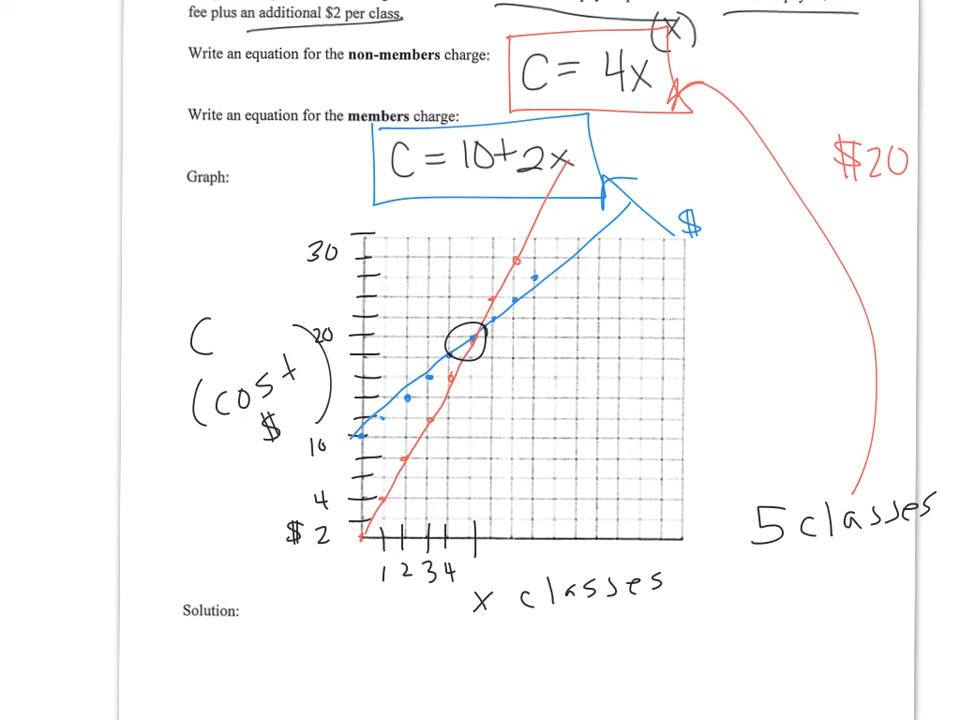 fee plus an additional $2 per class.
(x)
Write an equation for the non-members charge:
C = 4x
Write an equation for the members charge:
C = 10+2x
$20
Graph:
$
30
C
20
(cost
$
)
10
4
$ 2
5 classes
1 2 3 4
x classes
Solution: